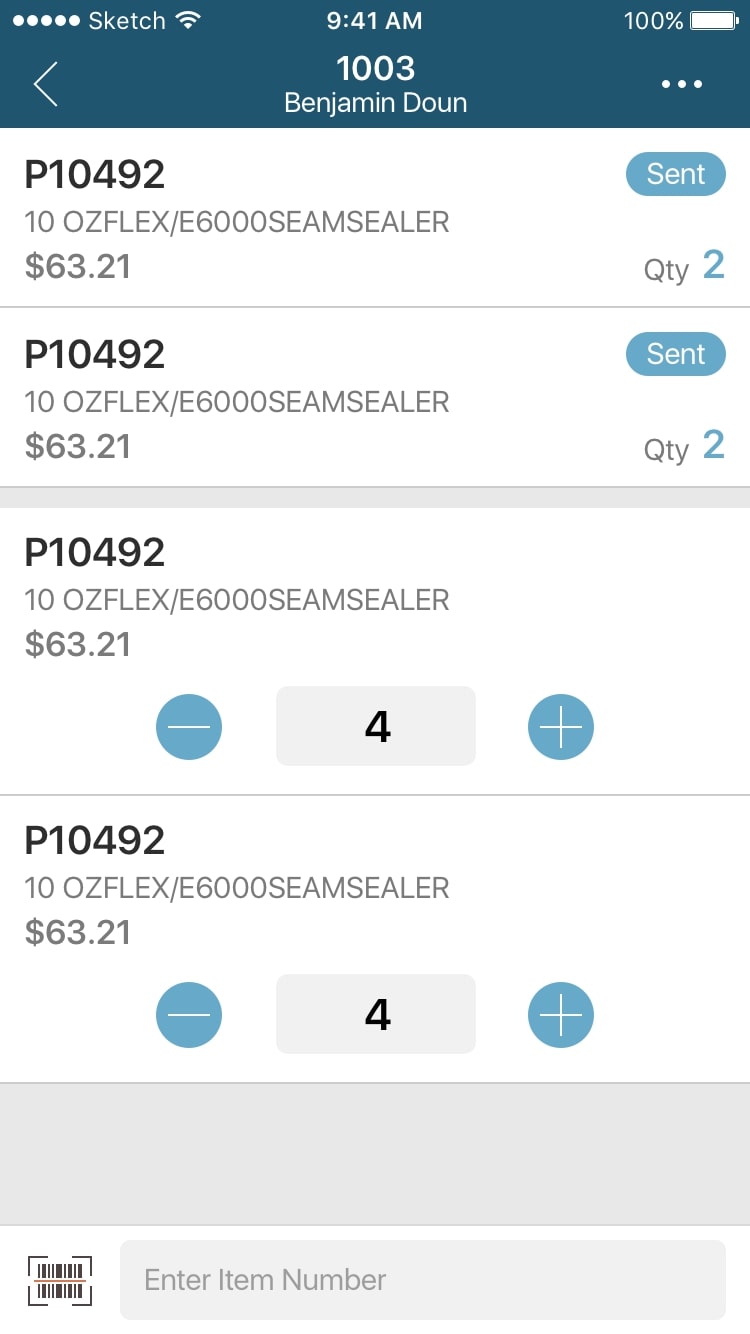 Sketch 9:41 AM 100%
1003
Benjamin Doun
P10492 Sent
10 OZFLEX/E6000SEAMSEALER
$63.21 Qty 2
P10492 Sent
10 OZFLEX/E6000SEAMSEALER
$63.21 Qty 2
P10492
10 OZFLEX/E6000SEAMSEALER
$63.21
4
P10492
10 OZFLEX/E6000SEAMSEALER
$63.21
4
Enter Item Number